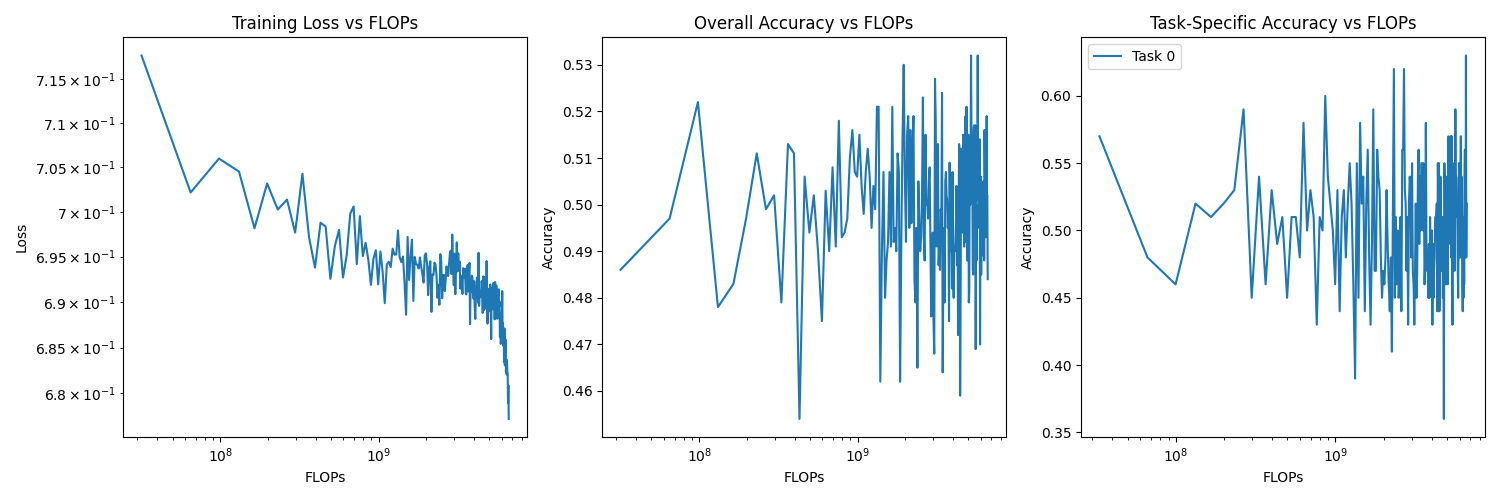 Training Loss vs FLOPs
7.15 × 10⁻¹
7.1 × 10⁻¹
7.05 × 10⁻¹
7 × 10⁻¹
6.95 × 10⁻¹
6.9 × 10⁻¹
6.85 × 10⁻¹
6.8 × 10⁻¹
Loss
10⁸ 10⁹
FLOPs
Overall Accuracy vs FLOPs
0.53
0.52
0.51
0.50
0.49
0.48
0.47
0.46
Accuracy
10⁸ 10⁹
FLOPs
Task-Specific Accuracy vs FLOPs
Task 0
0.60
0.55
0.50
0.45
0.40
0.35
Accuracy
10⁸ 10⁹
FLOPs